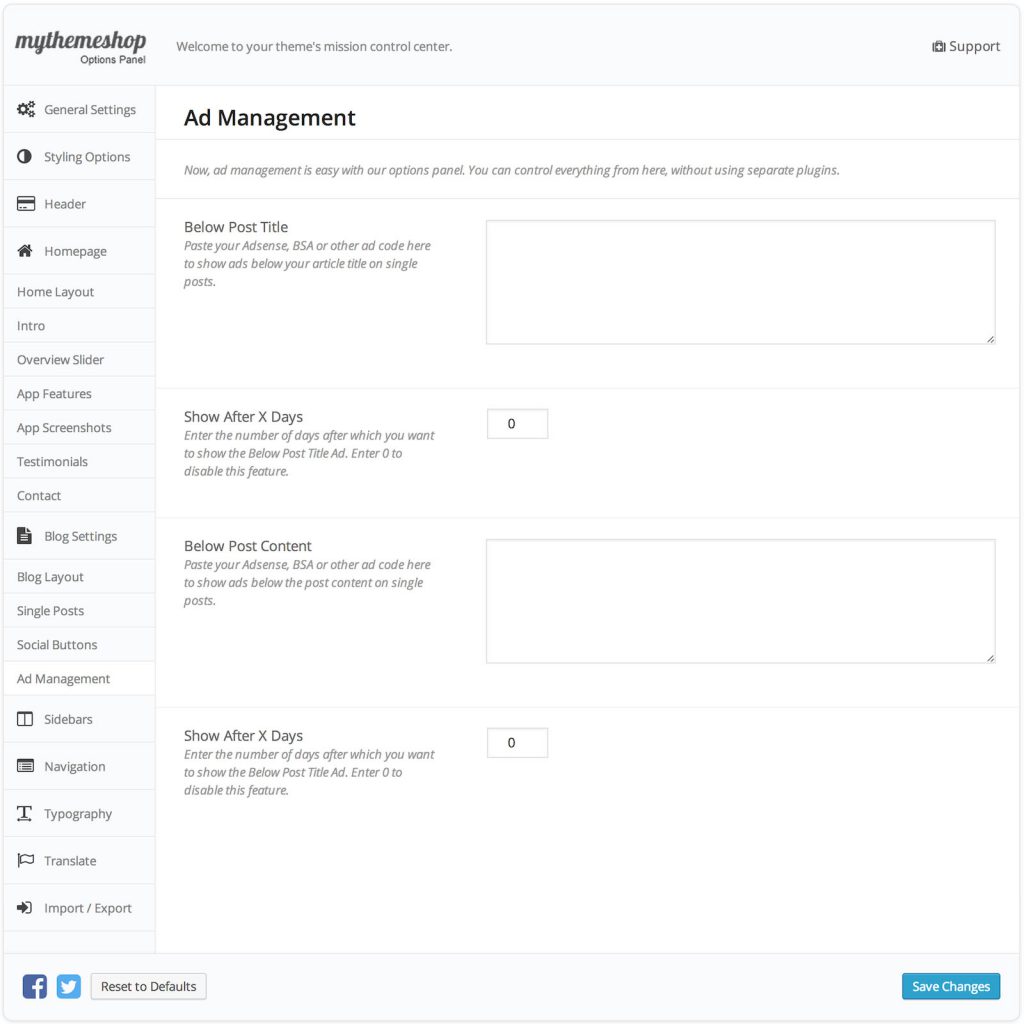 mythemeshop
Options Panel
Welcome to your theme's mission control center.
Support
General Settings
Styling Options
Header
Homepage
Home Layout
Intro
Overview Slider
App Features
App Screenshots
Testimonials
Contact
Blog Settings
Blog Layout
Single Posts
Social Buttons
Ad Management
Sidebars
Navigation
Typography
Translate
Import / Export
Ad Management
Now, ad management is easy with our options panel. You can control everything from here, without using separate plugins.
Below Post Title
Paste your Adsense, BSA or other ad code here
to show ads below your article title on single
posts.
Show After X Days
Enter the number of days after which you want
to show the Below Post Title Ad. Enter 0 to
disable this feature.
0
Below Post Content
Paste your Adsense, BSA or other ad code here
to show ads below the post content on single
posts.
Show After X Days
Enter the number of days after which you want
to show the Below Post Title Ad. Enter 0 to
disable this feature.
0
Reset to Defaults
Save Changes